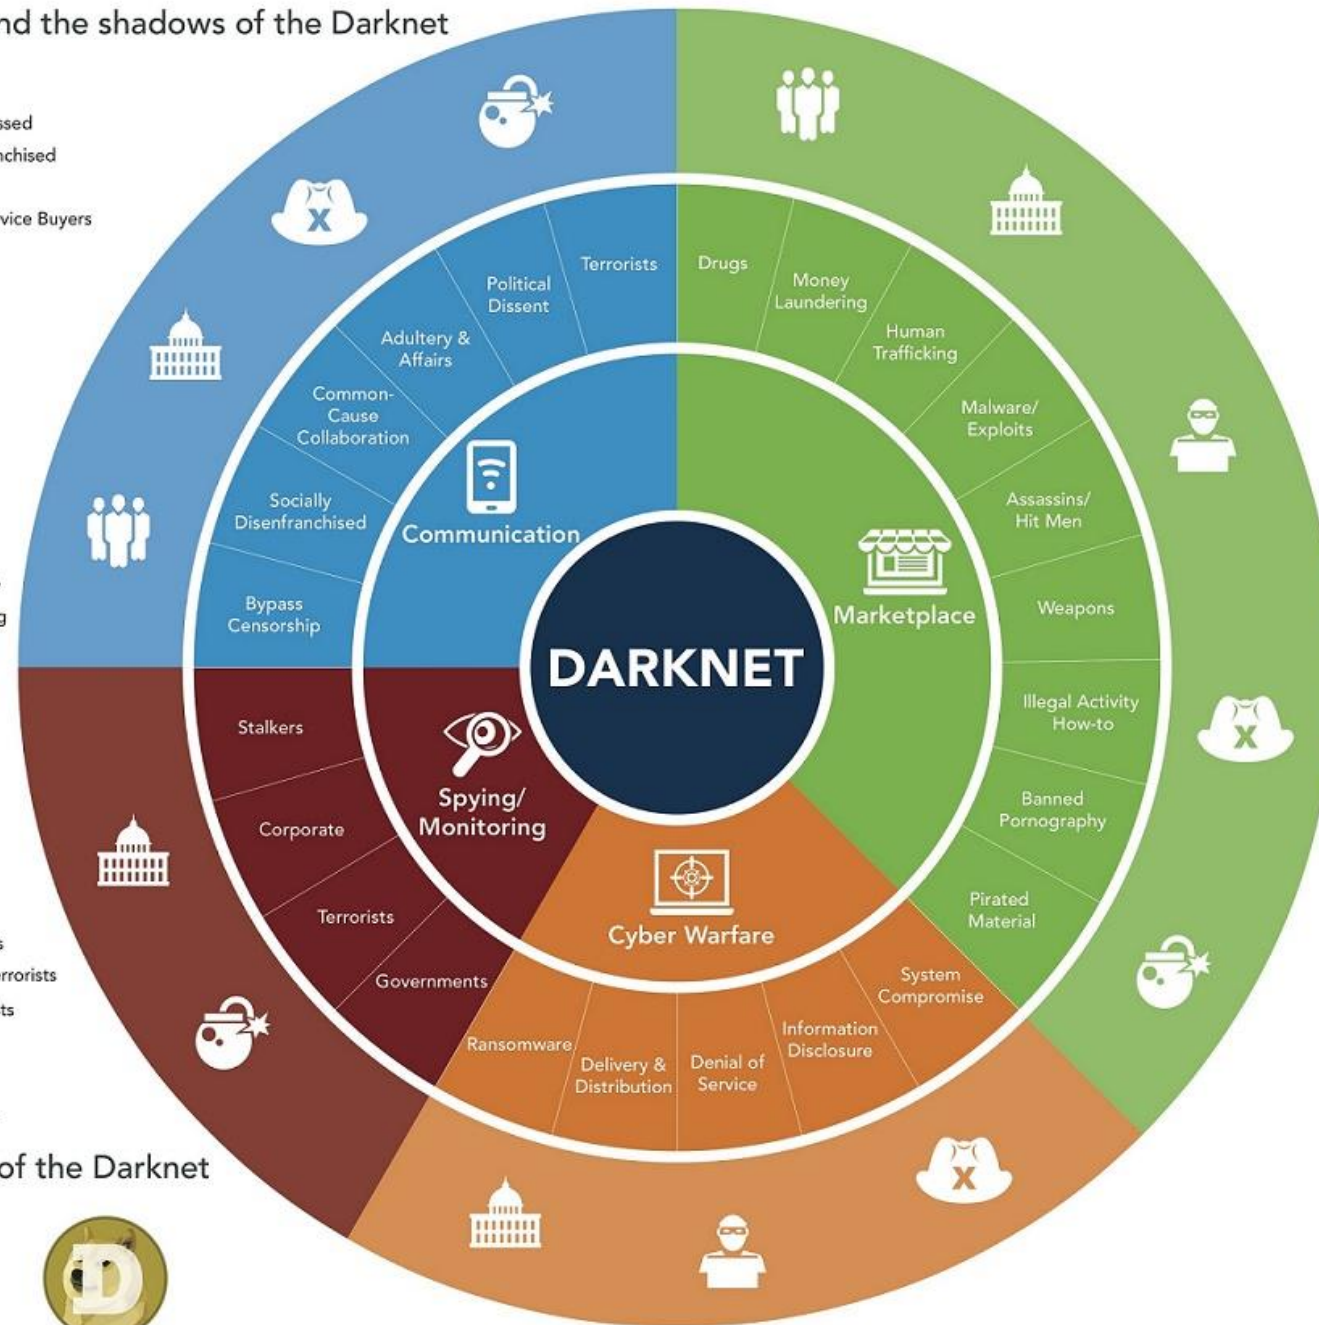 nd the shadows of the Darknet
ssed
nchised
vice Buyers
g
s
errorists
ts
of the Darknet
D
DARKNET
Communication
Terrorists
Political
Dissent
Adultery &
Affairs
Common-
Cause
Collaboration
Socially
Disenfranchised
Bypass
Censorship
Marketplace
Drugs
Money
Laundering
Human
Trafficking
Malware/
Exploits
Assassins/
Hit Men
Weapons
Illegal Activity
How-to
Banned
Pornography
Pirated
Material
Cyber Warfare
System
Compromise
Information
Disclosure
Denial of
Service
Delivery &
Distribution
Ransomware
Spying/
Monitoring
Stalkers
Corporate
Terrorists
Governments
X
X
X